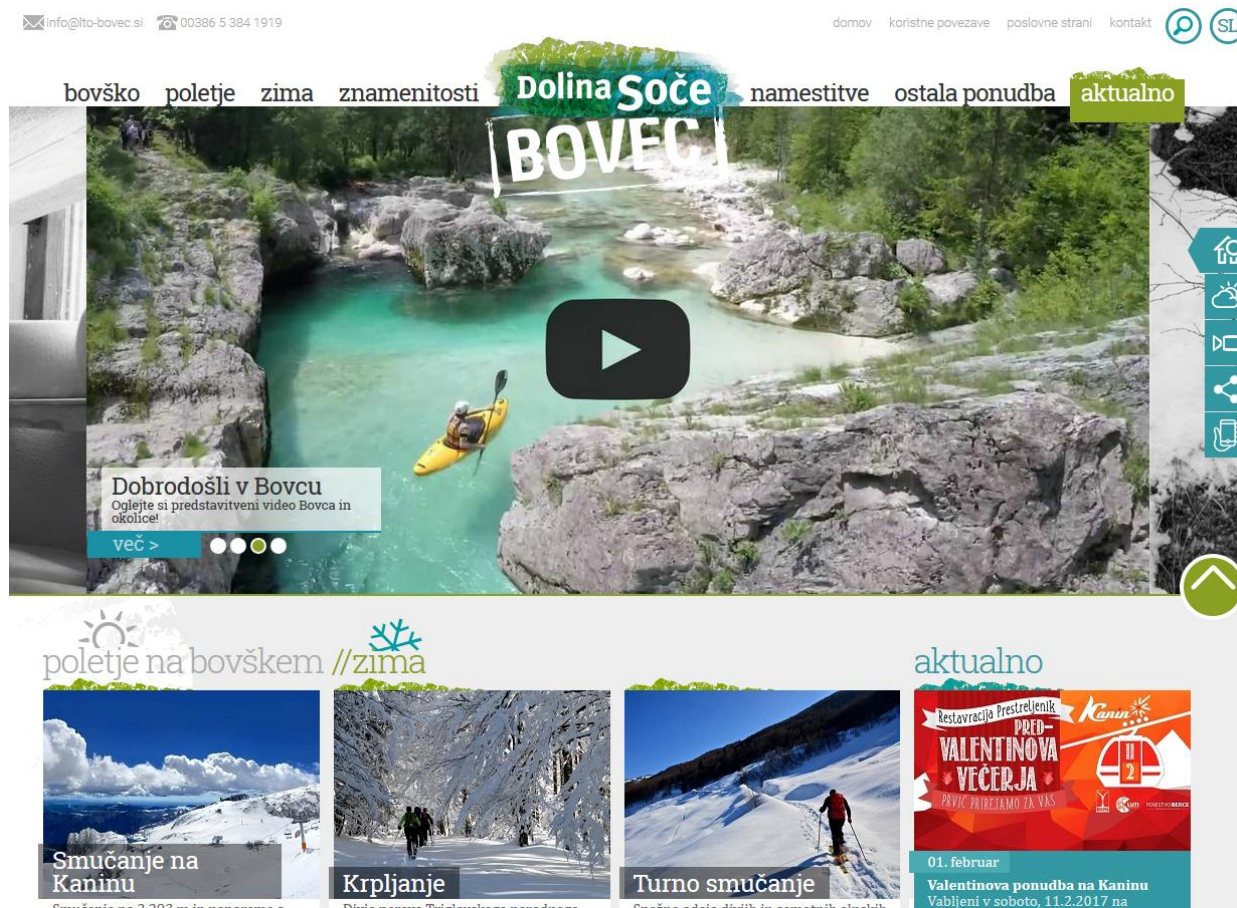 info@lto-bovec.si 00386 5 384 1919
domov koristne povezave poslovne strani kontakt SL
bovško poletje zima znamenitosti Dolina Soče namestitve ostala ponudba aktualno
BOVEC
Dobrodošli v Bovcu
Oglejte si predstavitveni video Bovca in
okolice!
več >
poletje na bovškem //zima
aktualno
Restavracija Prestreljenik
Kanin
PRED-
VALENTINOVA
VEČERJA
PRVIČ PRIREJAMO ZA VAS
2
POSESTVO BERCE
Smučanje na
Kaninu
Krpljanje
Turno smučanje
01. februar
Valentinova ponudba na Kaninu
Vabljeni v soboto, 11.2.2017 na